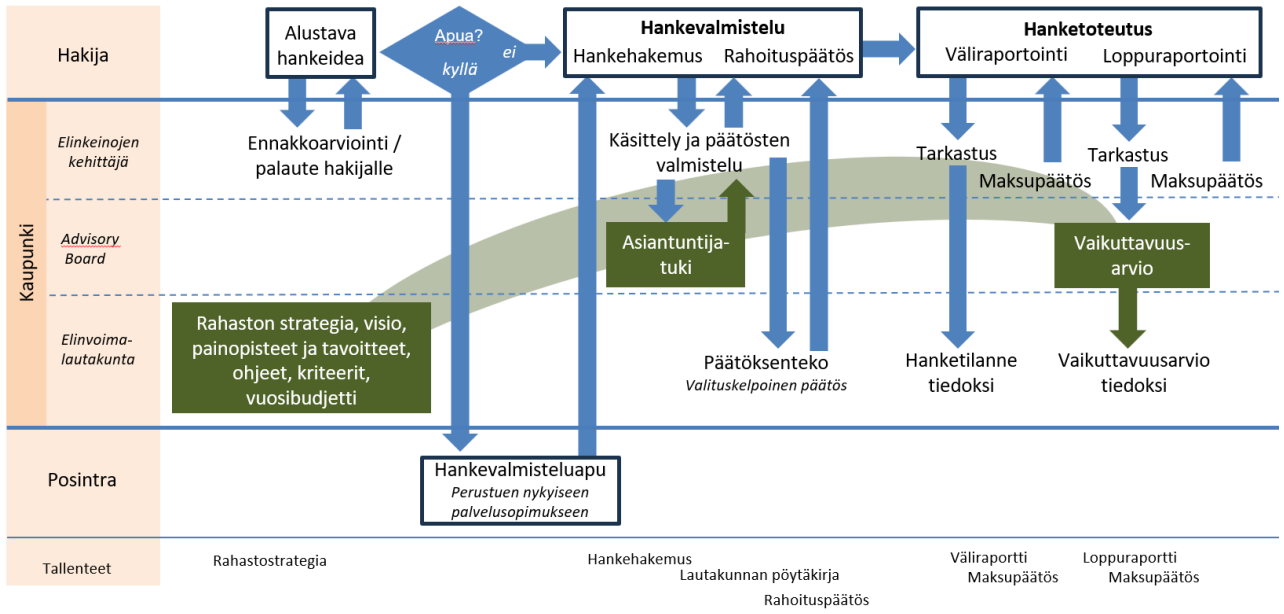 Hakija
Alustava
hankeidea
Apua?
ei
kyllä
Hankevalmistelu
Hankehakemus
Rahoituspäätös
Hanketoteutus
Väliraportointi
Loppuraportointi
Kaupunki
Elinkeinojen
kehittäjä
Ennakkoarviointi /
palaute hakijalle
Käsittely ja päätösten
valmistelu
Tarkastus
Maksupäätös
Tarkastus
Maksupäätös
Advisory
Board
Asiantuntija-
tuki
Vaikuttavuus-
arvio
Elinvoima-
lautakunta
Rahaston strategia, visio,
painopisteet ja tavoitteet,
ohjeet, kriteerit,
vuosibudjetti
Päätöksenteko
Valituskelpoinen päätös
Hanketilanne
tiedoksi
Vaikuttavuusarvio
tiedoksi
Posintra
Hankevalmisteluapu
Perustuen nykyiseen
palvelusopimukseen
Tallenteet
Rahastostrategia
Hankehakemus
Lautakunnan pöytäkirja
Rahoituspäätös
Väliraportti
Maksupäätös
Loppuraportti
Maksupäätös